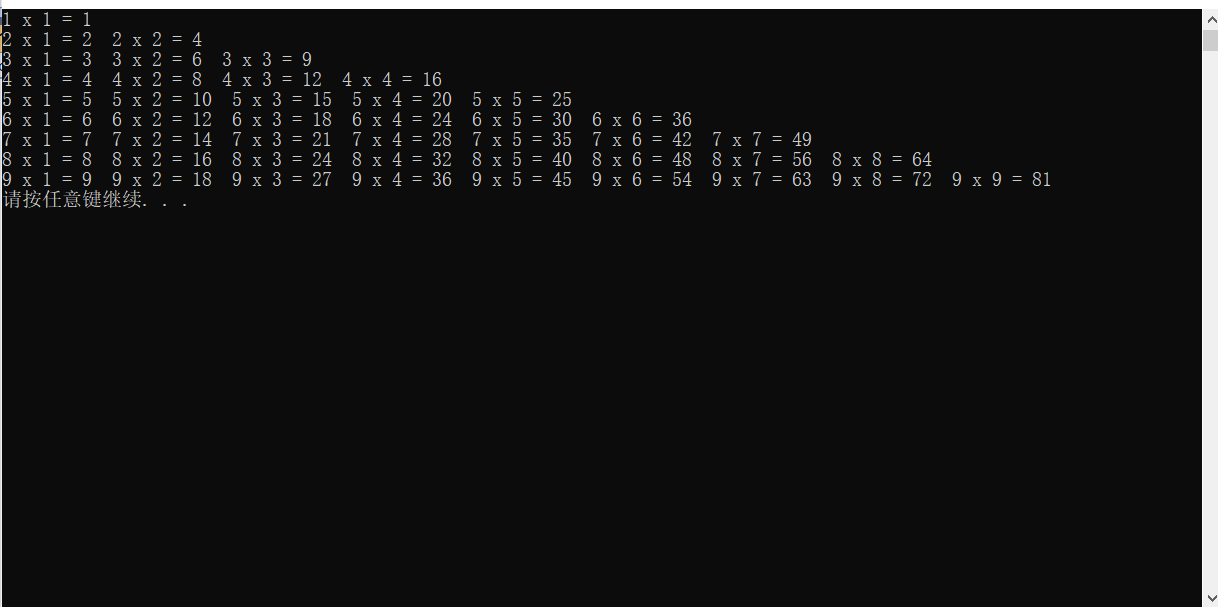 1 x 1 = 1
2 x 1 = 2  2 x 2 = 4
3 x 1 = 3  3 x 2 = 6  3 x 3 = 9
4 x 1 = 4  4 x 2 = 8  4 x 3 = 12  4 x 4 = 16
5 x 1 = 5  5 x 2 = 10  5 x 3 = 15  5 x 4 = 20  5 x 5 = 25
6 x 1 = 6  6 x 2 = 12  6 x 3 = 18  6 x 4 = 24  6 x 5 = 30  6 x 6 = 36
7 x 1 = 7  7 x 2 = 14  7 x 3 = 21  7 x 4 = 28  7 x 5 = 35  7 x 6 = 42  7 x 7 = 49
8 x 1 = 8  8 x 2 = 16  8 x 3 = 24  8 x 4 = 32  8 x 5 = 40  8 x 6 = 48  8 x 7 = 56  8 x 8 = 64
9 x 1 = 9  9 x 2 = 18  9 x 3 = 27  9 x 4 = 36  9 x 5 = 45  9 x 6 = 54  9 x 7 = 63  9 x 8 = 72  9 x 9 = 81
请按任意键继续. . .